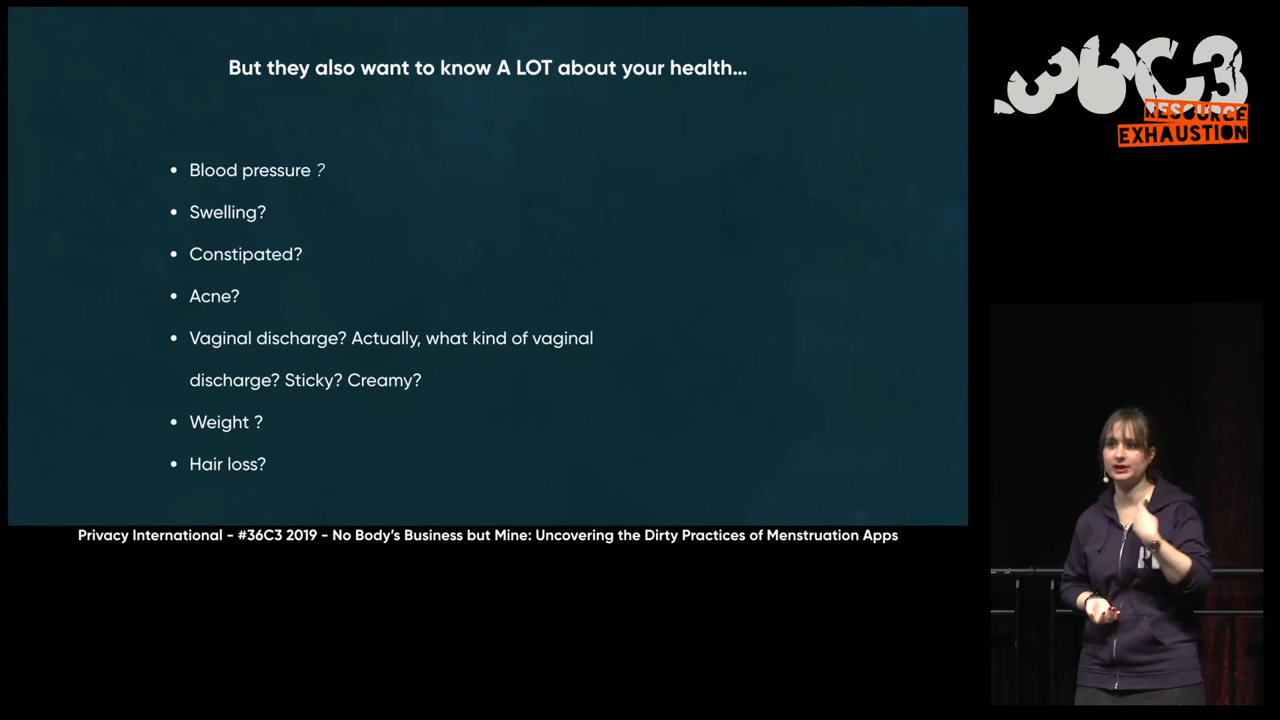 But they also want to know A LOT about your health...
36C3
RESOURCE
EXHAUSTION
• Blood pressure ?
• Swelling?
• Constipated?
• Acne?
• Vaginal discharge? Actually, what kind of vaginal
discharge? Sticky? Creamy?
• Weight ?
• Hair loss?
Privacy International - #36C3 2019 - No Body's Business but Mine: Uncovering the Dirty Practices of Menstruation Apps